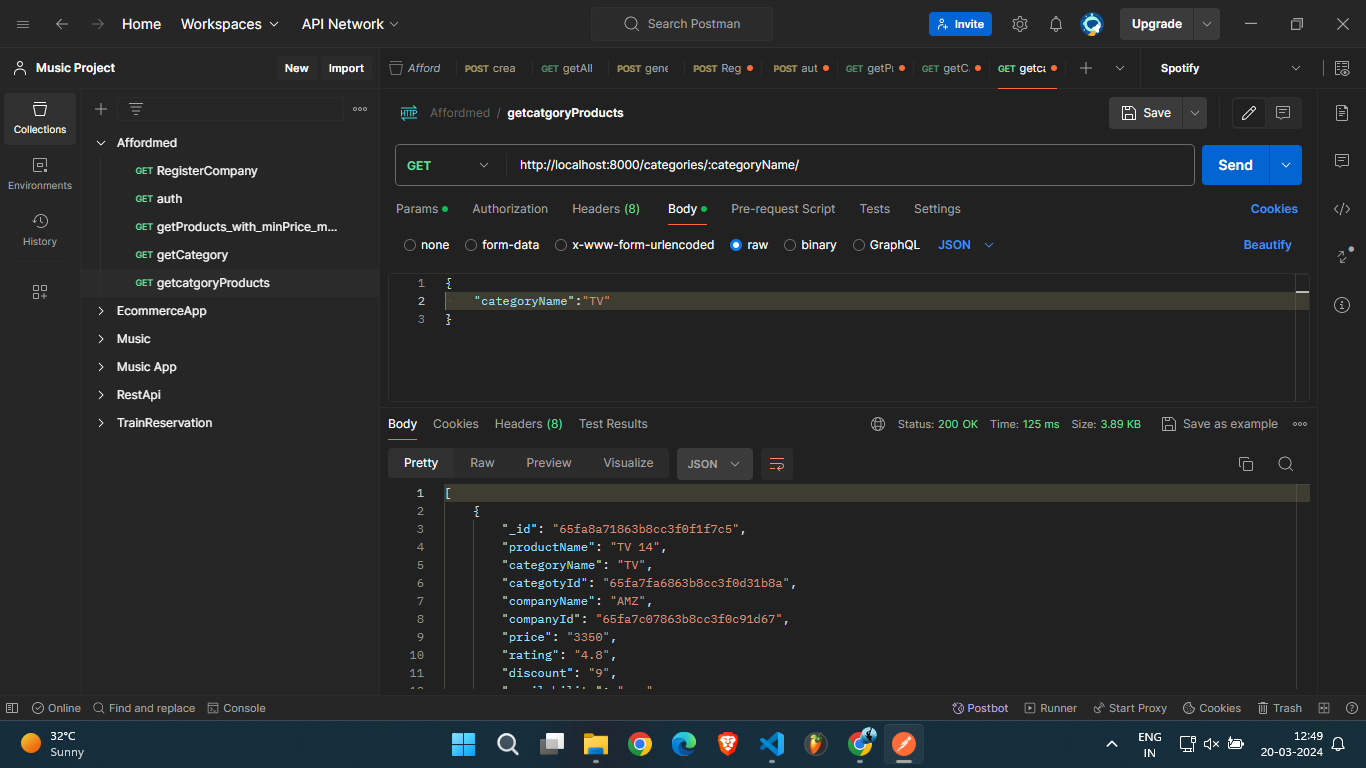 Home Workspaces API Network Search Postman Invite Upgrade
Music Project New Import Afford POST crea GET getAll POST gene POST Reg POST aut GET getPr GET getC GET getca Spotify
Collections
Environments
History
Affordmed
GET RegisterCompany
GET auth
GET getProducts_with_minPrice_m...
GET getCategory
GET getcatgoryProducts
EcommerceApp
Music
Music App
RestApi
TrainReservation
HTTP Affordmed / getcatgoryProducts Save
GET http://localhost:8000/categories/:categoryName/ Send
Params Authorization Headers (8) Body Pre-request Script Tests Settings Cookies
none form-data x-www-form-urlencoded raw binary GraphQL JSON Beautify
1 {
2 "categoryName":"TV"
3 }
Body Cookies Headers (8) Test Results Status: 200 OK Time: 125 ms Size: 3.89 KB Save as example
Pretty Raw Preview Visualize JSON
1 [
2 {
3 "_id": "65fa8a71863b8cc3f0f1f7c5",
4 "productName": "TV 14",
5 "categoryName": "TV",
6 "categotyId": "65fa7fa6863b8cc3f0d31b8a",
7 "companyName": "AMZ",
8 "companyId": "65fa7c07863b8cc3f0c91d67",
9 "price": "3350",
10 "rating": "4.8",
11 "discount": "9",
Online Find and replace Console Postbot Runner Start Proxy Cookies Trash
32°C
Sunny
ENG
IN
12:49
20-03-2024